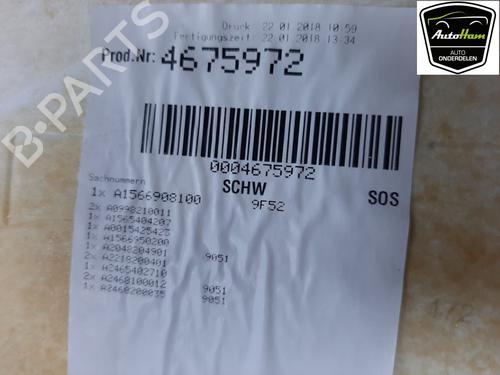 Druck: 22.01.2018 10:59
Fertigungszeit: 22.01.2018 13:34
Prod.Nr: 4675972
0004675972
Sachnummern
SCHW
SOS
1x A1566908100
9F52
2x A0998210011
1x A1565404207
1x A0015425423
1x A1566950200
1x A2048204901
2x A2218200401 9051
1x A2465402710
2x A2468100012 9051
1x A2468200035 9051
AutoHam
AUTO
ONDERDELEN
B-PARTS